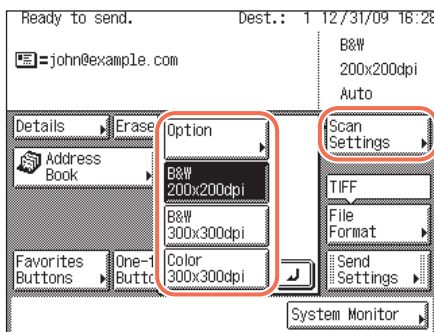 Ready to send. Dest.: 1 12/31/09 16:28
=john@example.com
B&W
200x200dpi
Auto
Details
Erase
Option
Scan
Settings
Address
Book
B&W
200x200dpi
TIFF
B&W
300x300dpi
File
Format
Favorites
Buttons
Color
300x300dpi
Send
Settings
System Monitor